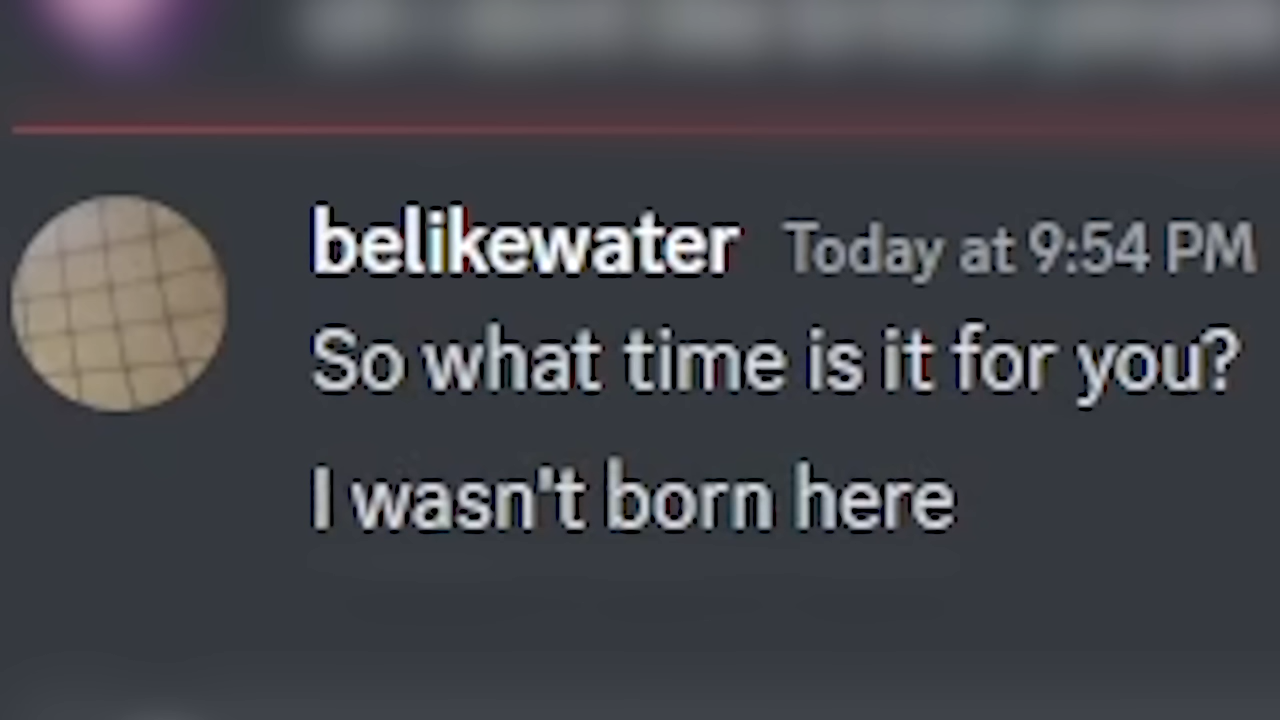 belikewater Today at 9:54 PM
So what time is it for you?
I wasn't born here